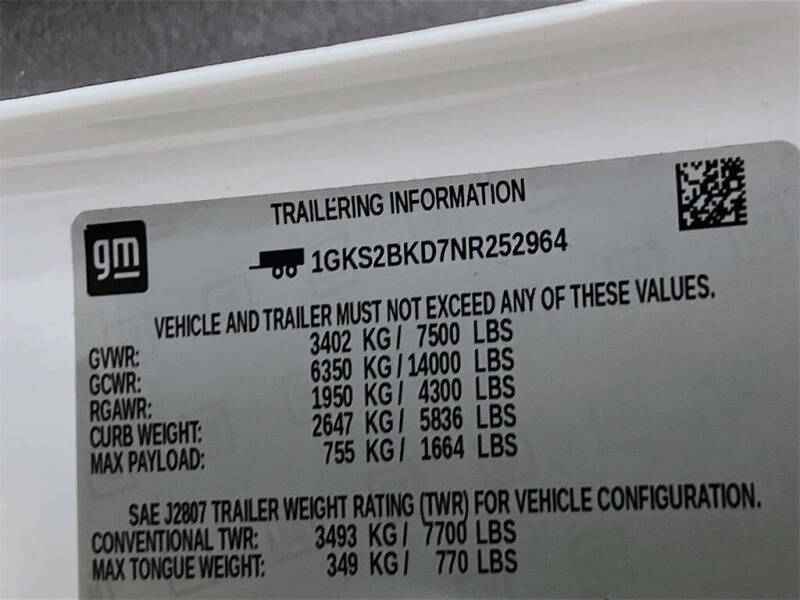 gm
TRAILERING INFORMATION
1GKS2BKD7NR252964
VEHICLE AND TRAILER MUST NOT EXCEED ANY OF THESE VALUES.
GVWR: 3402 KG / 7500 LBS
GCWR: 6350 KG / 14000 LBS
RGAWR: 1950 KG / 4300 LBS
CURB WEIGHT: 2647 KG / 5836 LBS
MAX PAYLOAD: 755 KG / 1664 LBS
SAE J2807 TRAILER WEIGHT RATING (TWR) FOR VEHICLE CONFIGURATION.
CONVENTIONAL TWR: 3493 KG / 7700 LBS
MAX TONGUE WEIGHT: 349 KG / 770 LBS